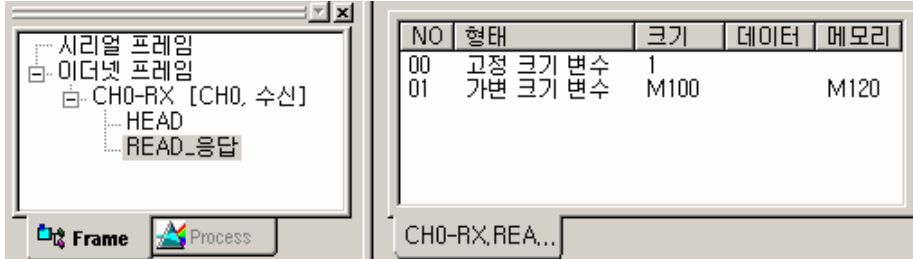 시리얼 프레임
이더넷 프레임
CH0-RX [CH0, 수신]
HEAD
READ_응답
Frame Process
NO 형태 크기 데이터 메모리
00 고정 크기 변수 1
01 가변 크기 변수 M100 M120
CH0-RX,REA,,,